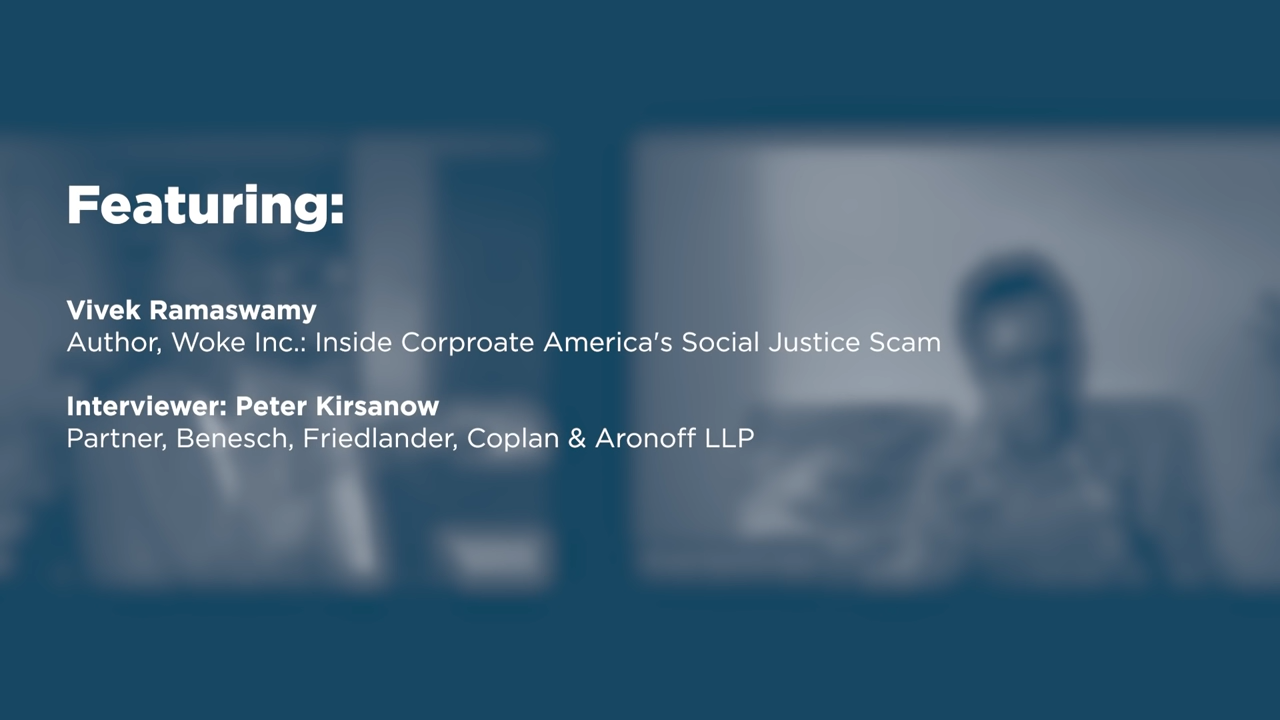 Featuring:
Vivek Ramaswamy
Author, Woke Inc.: Inside Corproate America's Social Justice Scam
Interviewer: Peter Kirsanow
Partner, Benesch, Friedlander, Coplan & Aronoff LLP